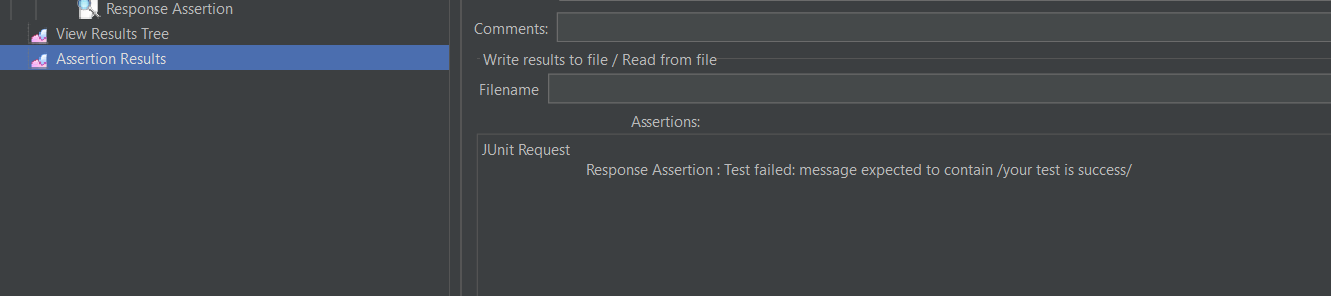 Response Assertion
View Results Tree
Assertion Results
Comments:
Write results to file / Read from file
Filename
Assertions:
JUnit Request
Response Assertion : Test failed: message expected to contain /your test is success/